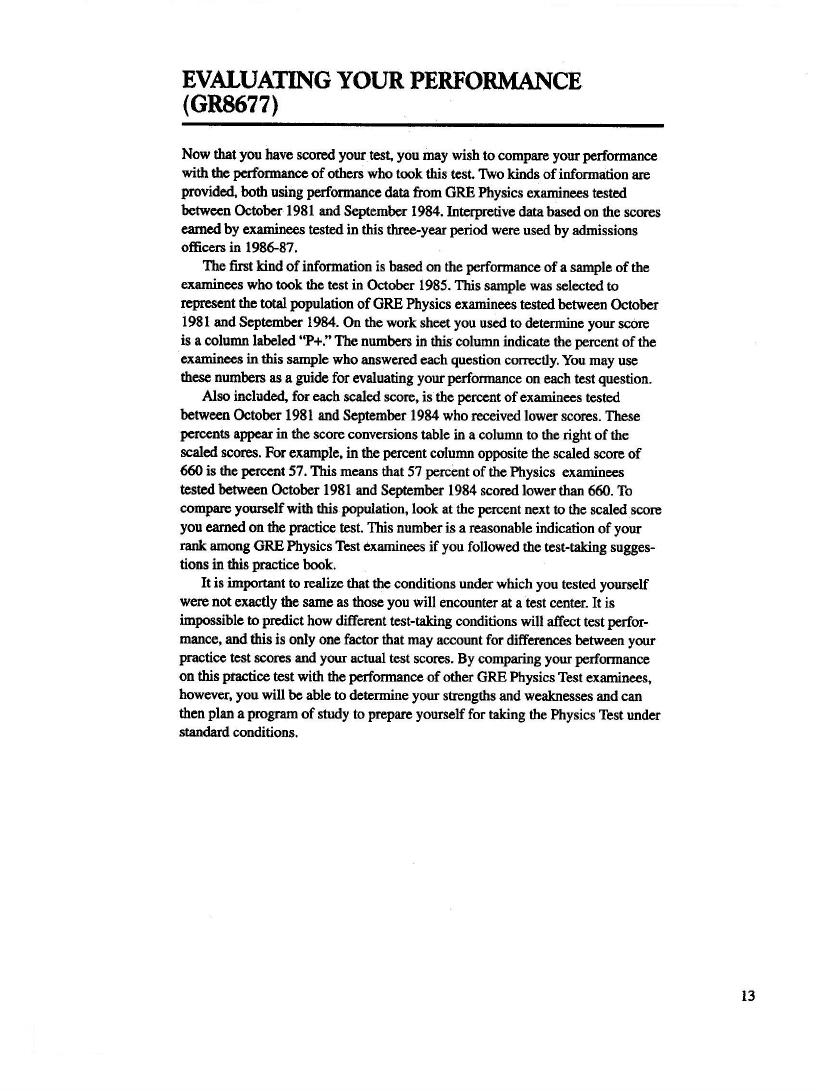 EVALUATING YOUR PERFORMANCE
(GR8677)
Now that you have scored your test, you may wish to compare your performance
with the performance of others who took this test. Two kinds of information are
provided, both using performance data from GRE Physics examinees tested
between October 1981 and September 1984. Interpretive data based on the scores
earned by examinees tested in this three-year period were used by admissions
officers in 1986-87.
The first kind of information is based on the performance of a sample of the
examinees who took the test in October 1985. This sample was selected to
represent the total population of GRE Physics examinees tested between October
1981 and September 1984. On the work sheet you used to determine your score
is a column labeled “P+.” The numbers in this column indicate the percent of the
examinees in this sample who answered each question correctly. You may use
these numbers as a guide for evaluating your performance on each test question.
Also included, for each scaled score, is the percent of examinees tested
between October 1981 and September 1984 who received lower scores. These
percents appear in the score conversions table in a column to the right of the
scaled scores. For example, in the percent column opposite the scaled score of
660 is the percent 57. This means that 57 percent of the Physics examinees
tested between October 1981 and September 1984 scored lower than 660. To
compare yourself with this population, look at the percent next to the scaled score
you earned on the practice test. This number is a reasonable indication of your
rank among GRE Physics Test examinees if you followed the test-taking sugges-
tions in this practice book.
It is important to realize that the conditions under which you tested yourself
were not exactly the same as those you will encounter at a test center. It is
impossible to predict how different test-taking conditions will affect test perfor-
mance, and this is only one factor that may account for differences between your
practice test scores and your actual test scores. By comparing your performance
on this practice test with the performance of other GRE Physics Test examinees,
however, you will be able to determine your strengths and weaknesses and can
then plan a program of study to prepare yourself for taking the Physics Test under
standard conditions.
13